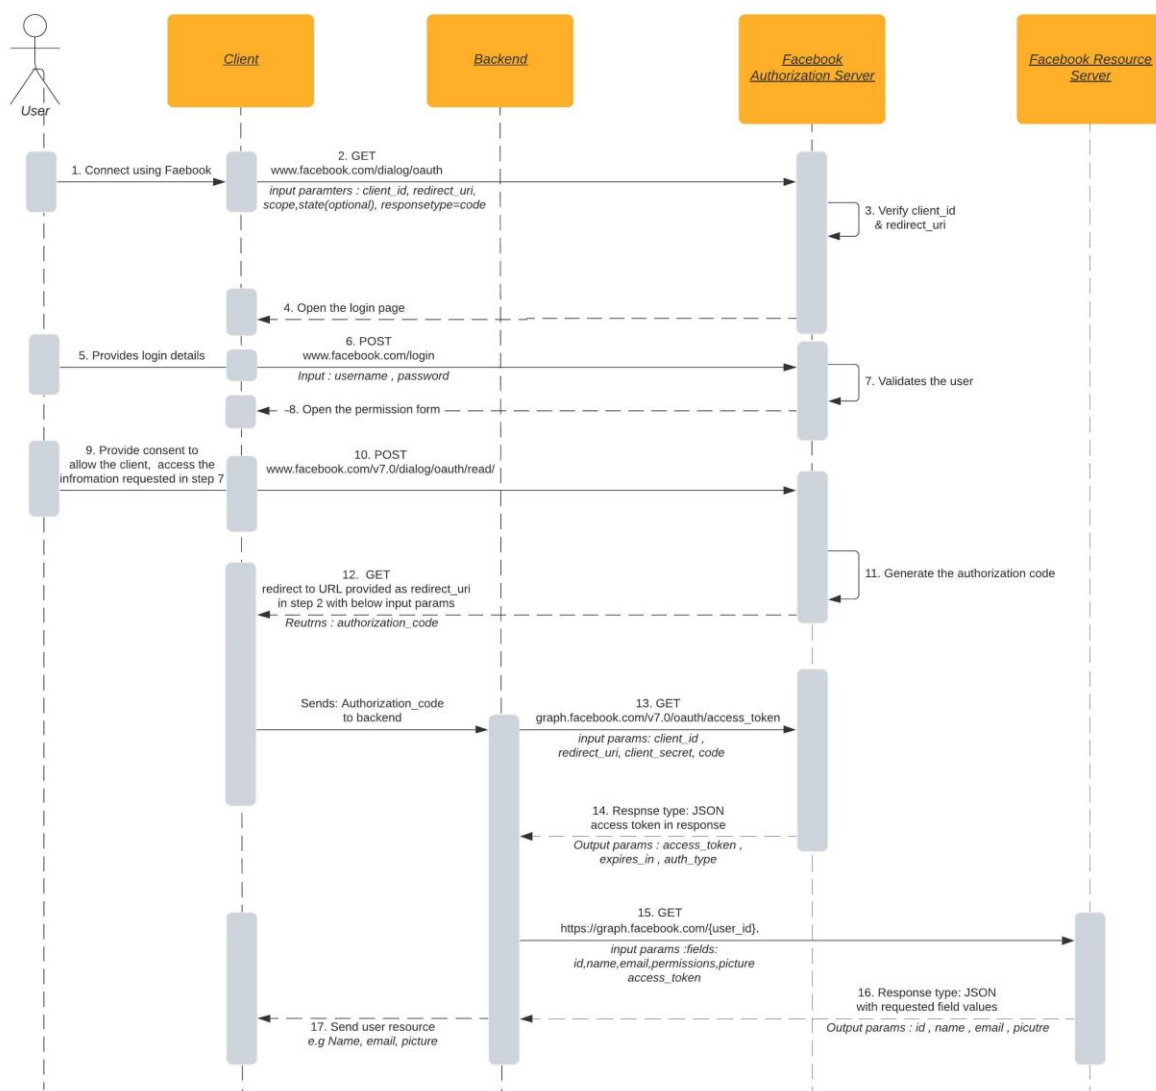 User
Client
Backend
Facebook
Authorization Server
Facebook Resource
Server
1. Connect using Faebook
2. GET
www.facebook.com/dialog/oauth
input paramters : client_id, redirect_uri,
scope,state(optional), responsetype=code
3. Verify client_id
& redirect_uri
4. Open the login page
5. Provides login details
6. POST
www.facebook.com/login
Input : username , password
7. Validates the user
8. Open the permission form
9. Provide consent to
allow the client, access the
infromation requested in step 7
10. POST
www.facebook.com/v7.0/dialog/oauth/read/
11. Generate the authorization code
12. GET
redirect to URL provided as redirect_uri
in step 2 with below input params
Reutrns : authorization_code
Sends: Authorization_code
to backend
13. GET
graph.facebook.com/v7.0/oauth/access_token
input params: client_id ,
redirect_uri, client_secret, code
14. Respnse type: JSON
access token in response
Output params : access_token ,
expires_in , auth_type
15. GET
https://graph.facebook.com/{user_id}.
input params :fields:
id,name,email,permissions,picture
access_token
16. Response type: JSON
with requested field values
Output params : id , name , email , picutre
17. Send user resource
e.g Name, email, picture